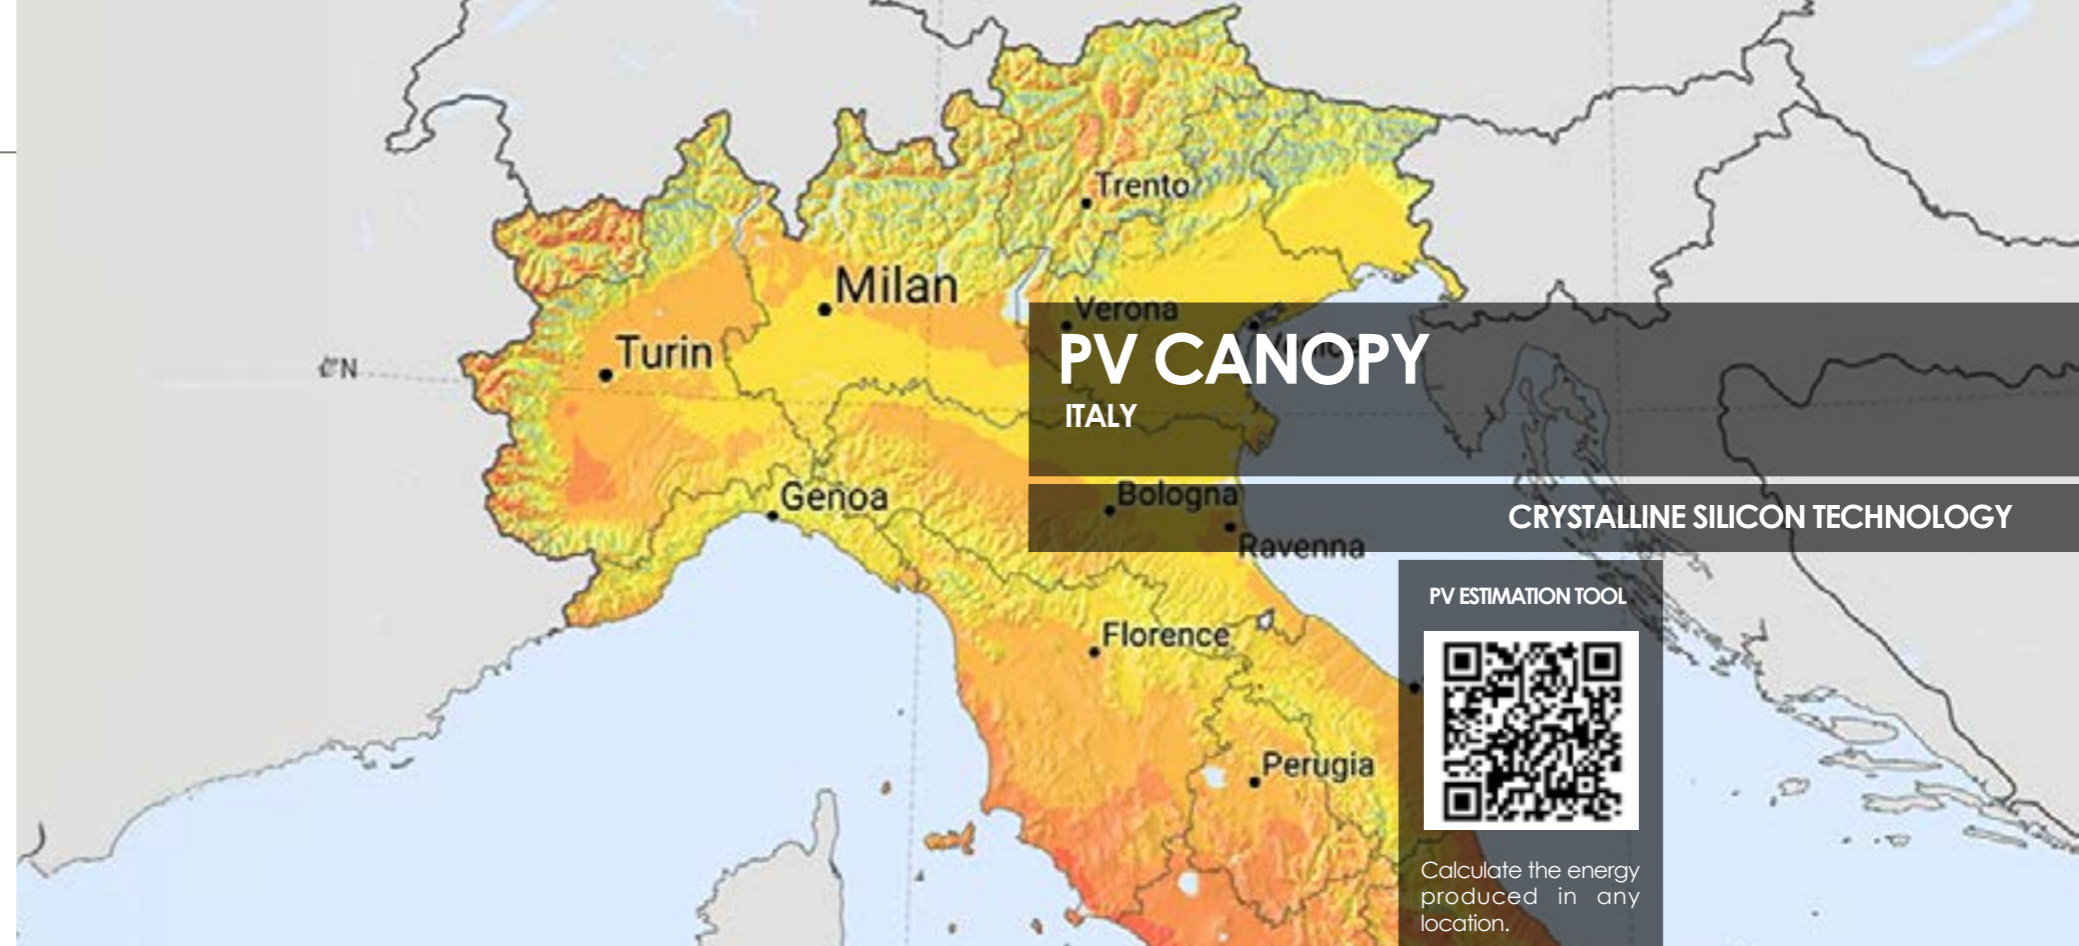 Trento
Milan
Verona
Turin
PV CANOPY
ITALY
Genoa
Bologna
CRYSTALLINE SILICON TECHNOLOGY
Ravenna
PV ESTIMATION TOOL
Florence
Perugia
Calculate the energy
produced in any
location.